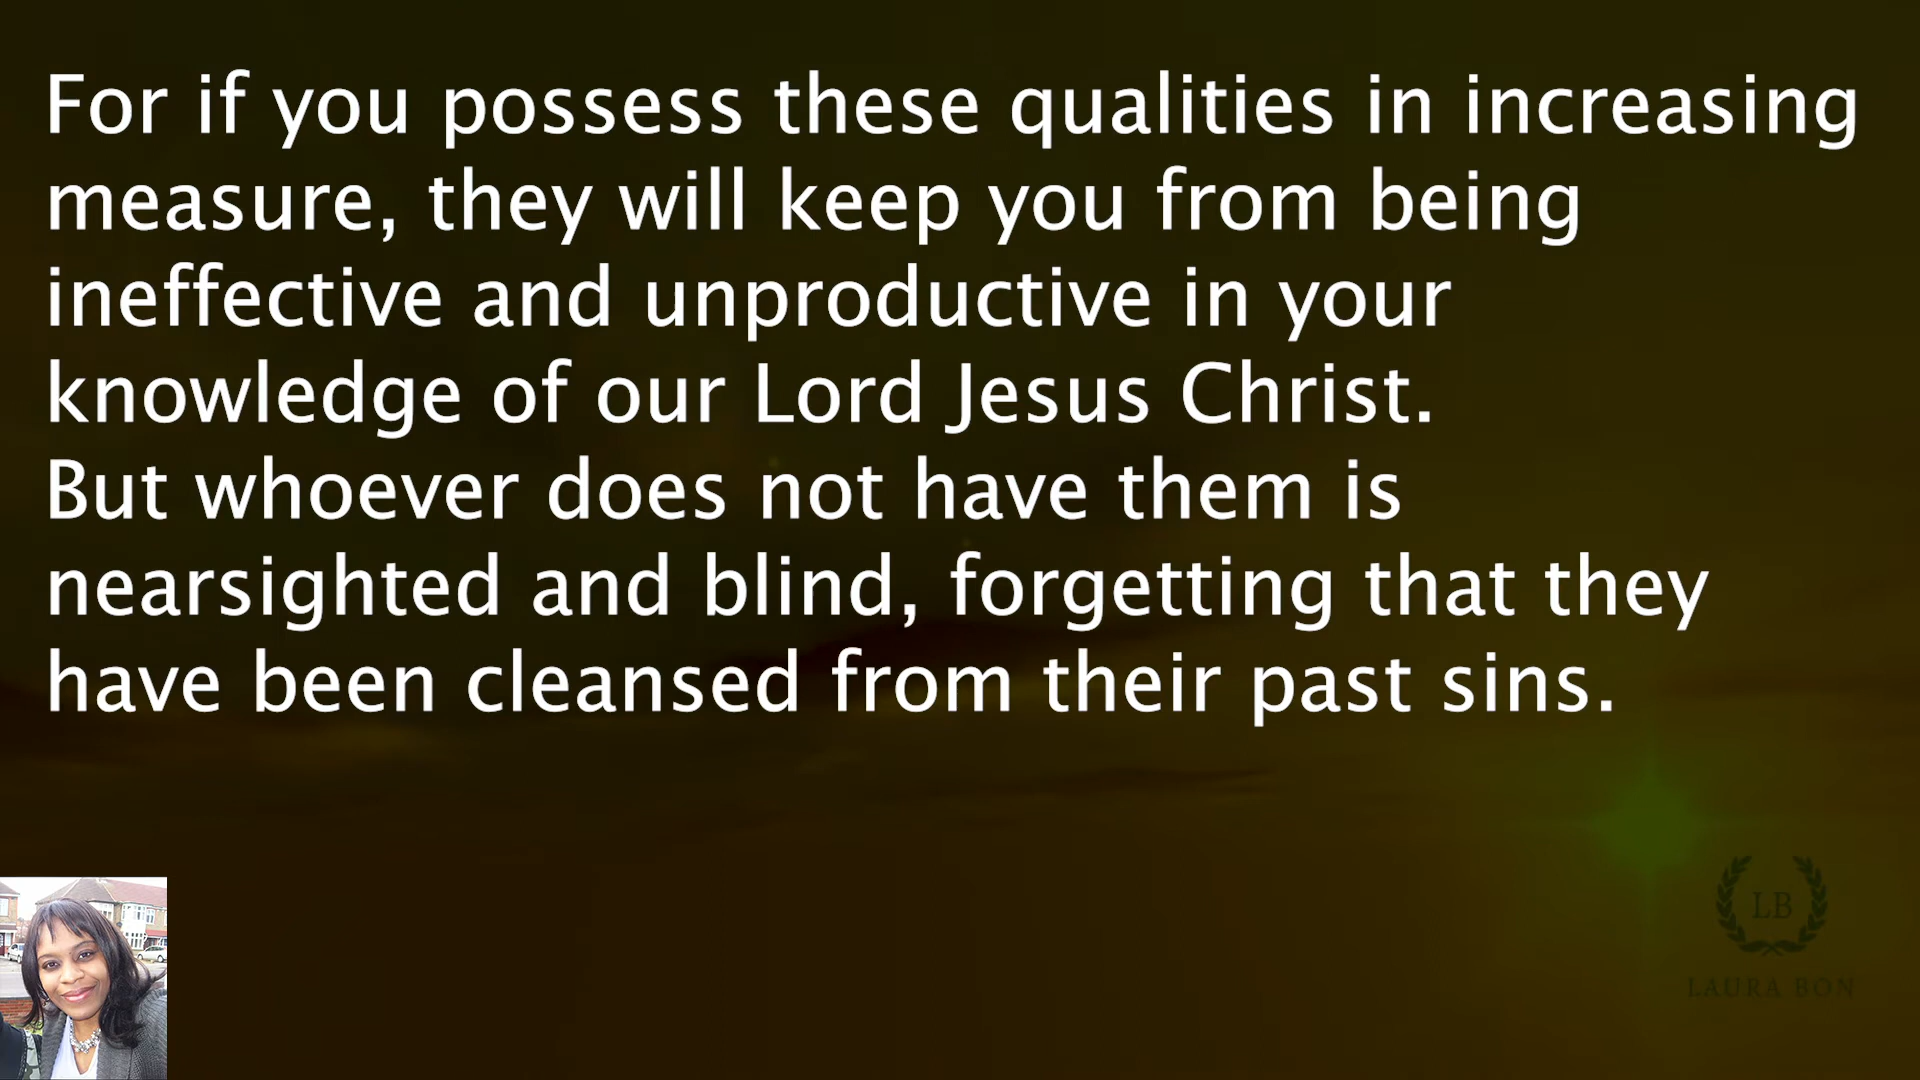 For if you possess these qualities in increasing
measure, they will keep you from being
ineffective and unproductive in your
knowledge of our Lord Jesus Christ.
But whoever does not have them is
nearsighted and blind, forgetting that they
have been cleansed from their past sins.
LB
LAURA BON